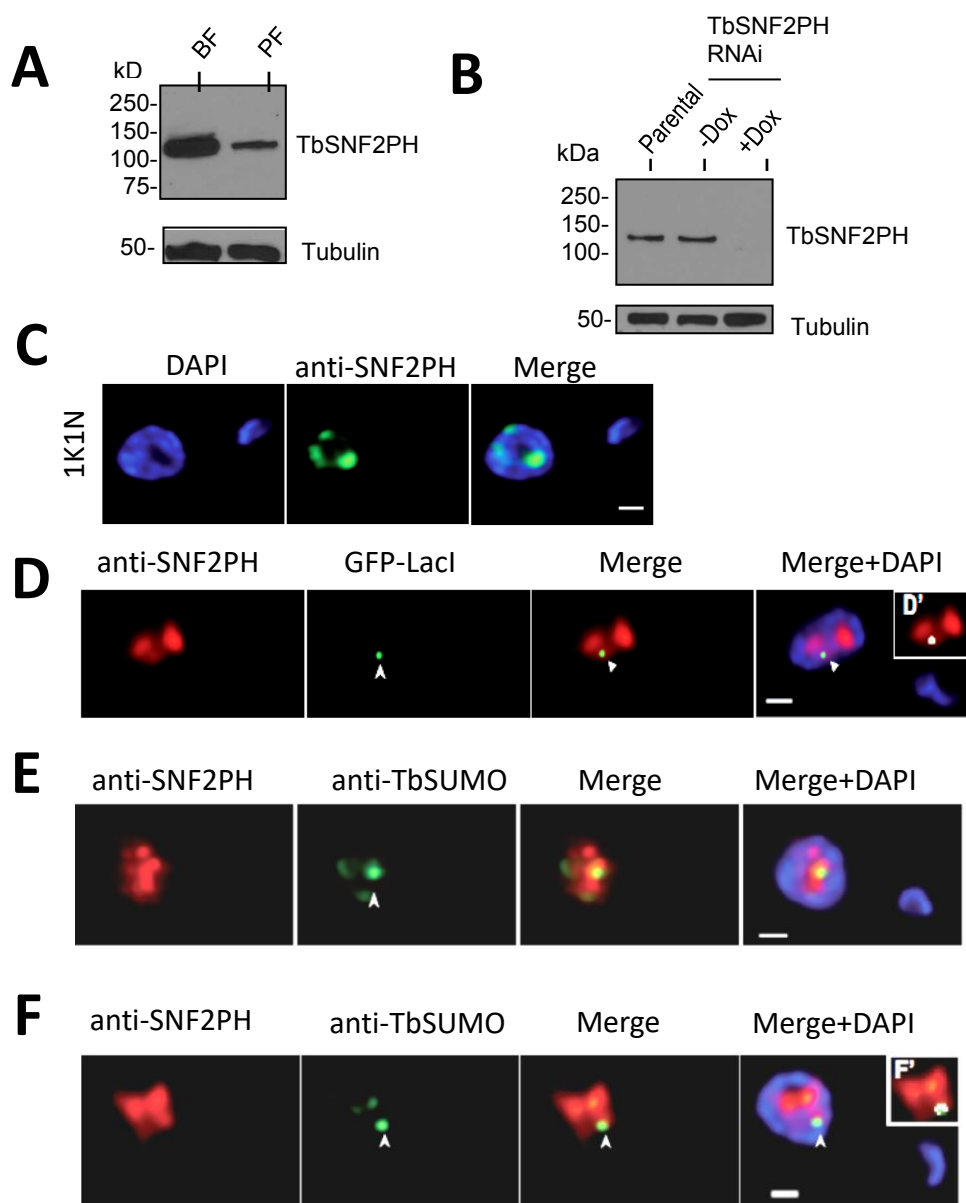 A
BF
PF
kD
250-
150-
100-
75-
TbSNF2PH
50-
Tubulin
B
TbSNF2PH
RNAi
Parental
-Dox
+Dox
kDa
250-
150-
100-
TbSNF2PH
50-
Tubulin
C
DAPI
anti-SNF2PH
Merge
1K1N
D
anti-SNF2PH
GFP-LacI
Merge
Merge+DAPI
D'
E
anti-SNF2PH
anti-TbSUMO
Merge
Merge+DAPI
F
anti-SNF2PH
anti-TbSUMO
Merge
Merge+DAPI
F'